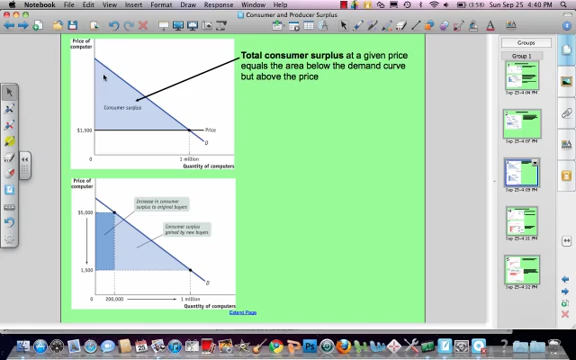 Notebook File Edit View Insert Format Draw Response Window Help
(3:58) Sun Sep 25 4:40 PM
Consumer and Producer Surplus
Price of
computer
Total consumer surplus at a given price
equals the area below the demand curve
but above the price
Consumer surplus
$1,500
Price
D
0
1 million
Quantity of computers
Price of
computer
Increase in consumer
surplus to original buyers
$5,000
Consumer surplus
gained by new buyers
1,500
D
0
200,000
1 million
Quantity of computers
Extend Page
Groups
Group 1